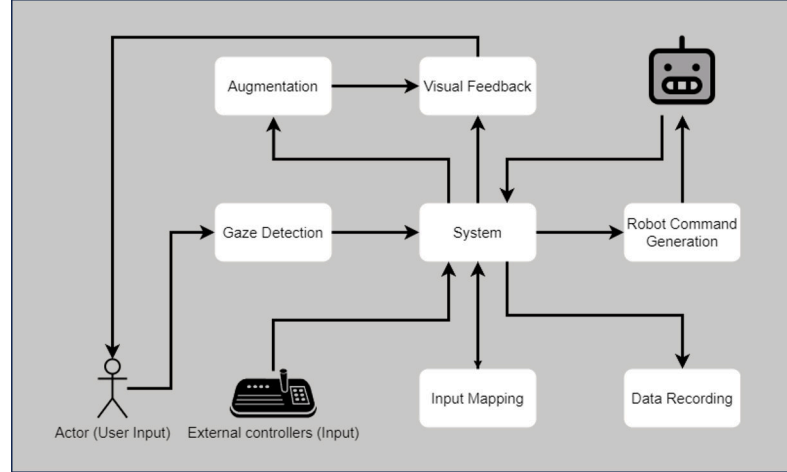 Augmentation
Visual Feedback
Gaze Detection
System
Robot Command
Generation
Input Mapping
Data Recording
Actor (User Input)
External controllers (Input)